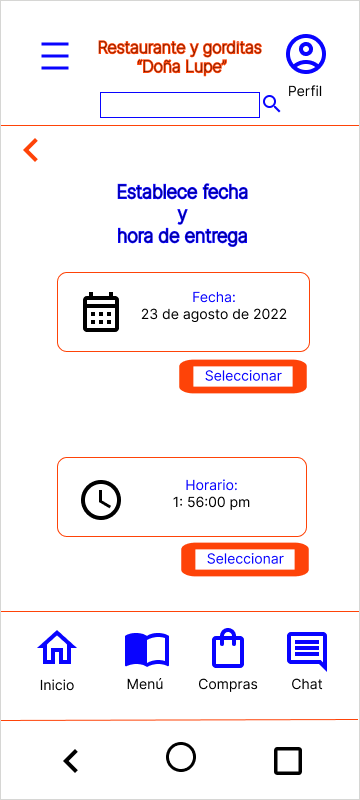 Restaurante y gorditas
“Doña Lupe”
Perfil
Establece fecha
y
hora de entrega
Fecha:
23 de agosto de 2022
Seleccionar
Horario:
1: 56:00 pm
Seleccionar
Inicio
Menú
Compras
Chat